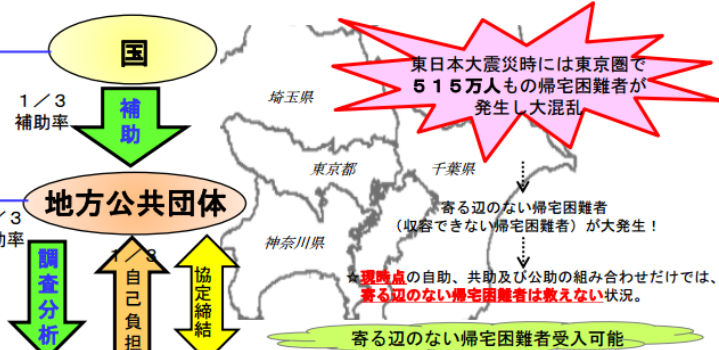 国
1／3
補助率
補助
地方公共団体
調査分析
1／3
自己負担
協定締結
埼玉県
東京都
千葉県
神奈川県
東日本大震災時には東京圏で
５１５万人もの帰宅困難者が
発生し大混乱
寄る辺のない帰宅困難者
（収容できない帰宅困難者）が大発生！
☆現時点の自助、共助及び公助の組み合わせだけでは、
寄る辺のない帰宅困難者は救えない状況。
寄る辺のない帰宅困難者受入可能